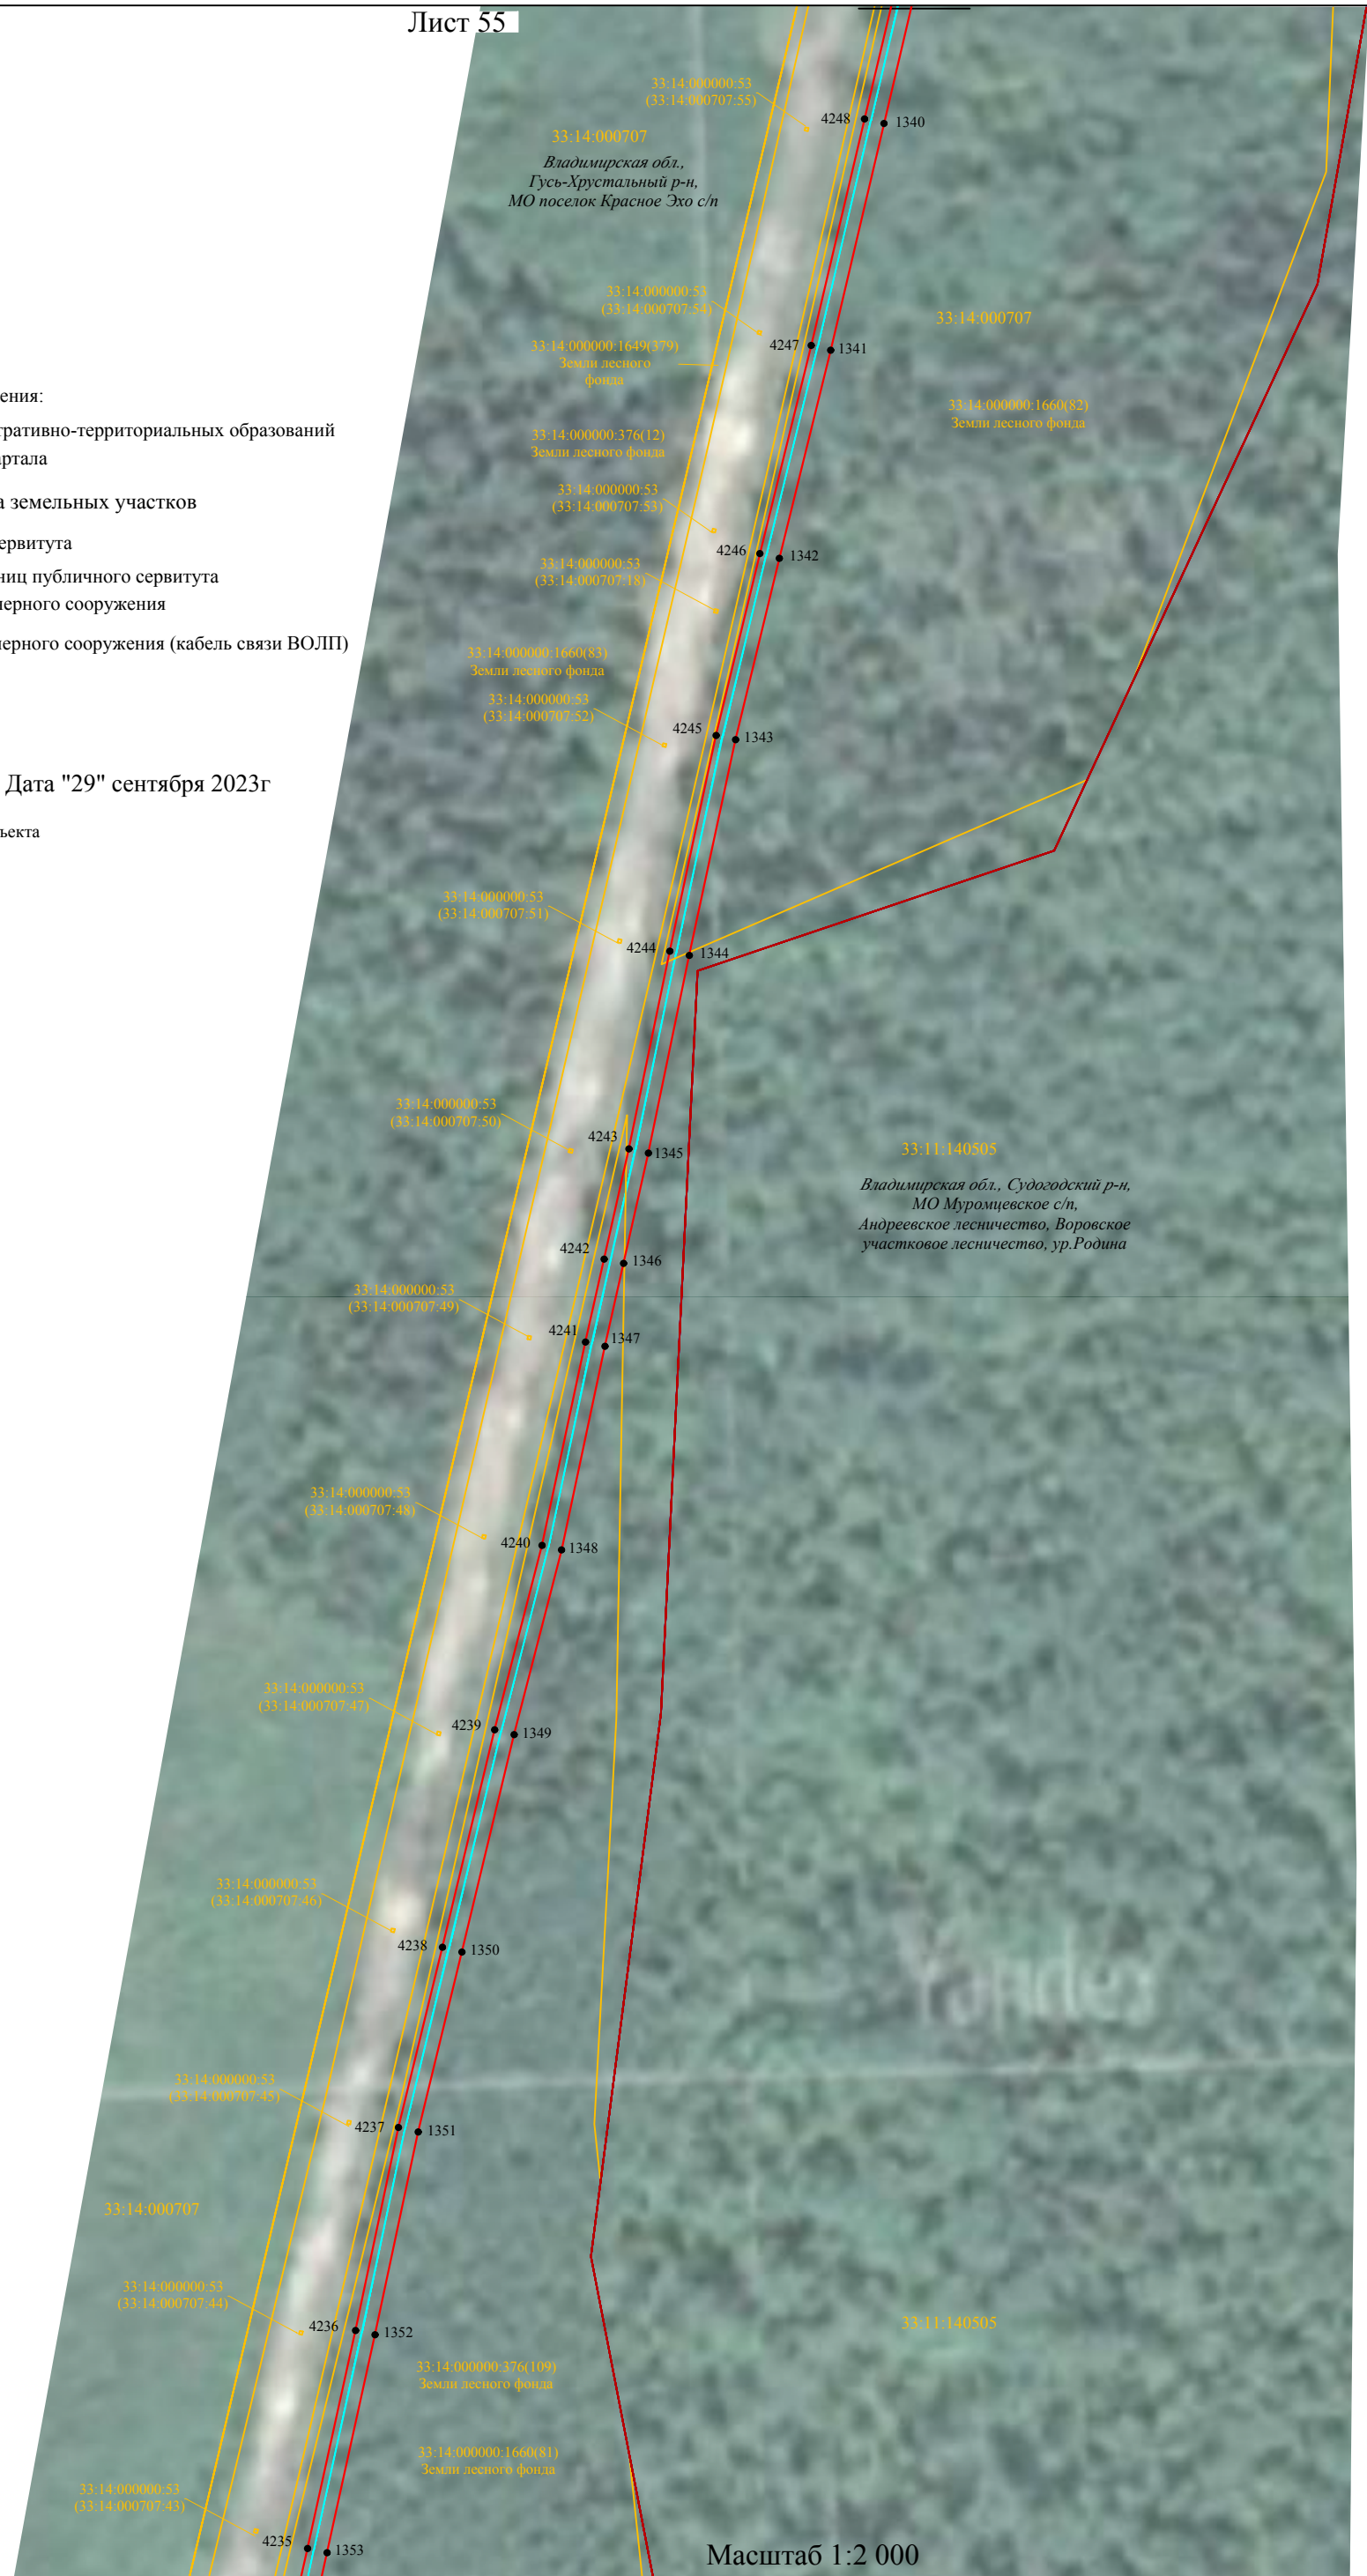 Лист 55
33:14:000000:53
(33:14:000707:55)
4248
1340
33:14:000707
Владимирская обл.,
Гусь-Хрустальный р-н,
МО поселок Красное Эхо с/п
33:14:000000:53
(33:14:000707:54)
4247
1341
33:14:000707
33:14:000000:1649(379)
Земли лесного
фонда
ения:
тративно-территориальных образований
артала
33:14:000000:1660(82)
Земли лесного фонда
33:14:000000:376(12)
Земли лесного фонда
а земельных участков
33:14:000000:53
(33:14:000707:53)
ервитута
4246
1342
ниц публичного сервитута
нерного сооружения
33:14:000000:53
(33:14:000707:18)
нерного сооружения (кабель связи ВОЛП)
33:14:000000:1660(83)
Земли лесного фонда
33:14:000000:53
(33:14:000707:52)
4245
1343
Дата "29" сентября 2023г
ъекта
33:14:000000:53
(33:14:000707:51)
4244
1344
33:14:000000:53
(33:14:000707:50)
4243
1345
33:11:140505
Владимирская обл., Судогодский р-н,
МО Муромцевское с/п,
Андреевское лесничество, Воровское
участковое лесничество, ур.Родина
4242
1346
33:14:000000:53
(33:14:000707:49)
4241
1347
33:14:000000:53
(33:14:000707:48)
4240
1348
33:14:000000:53
(33:14:000707:47)
4239
1349
33:14:000000:53
(33:14:000707:46)
4238
1350
Yandex
33:14:000000:53
(33:14:000707:45)
4237
1351
33:14:000707
33:14:000000:53
(33:14:000707:44)
4236
1352
33:11:140505
33:14:000000:376(109)
Земли лесного фонда
33:14:000000:1660(81)
Земли лесного фонда
33:14:000000:53
(33:14:000707:43)
4235
1353
Масштаб 1:2 000